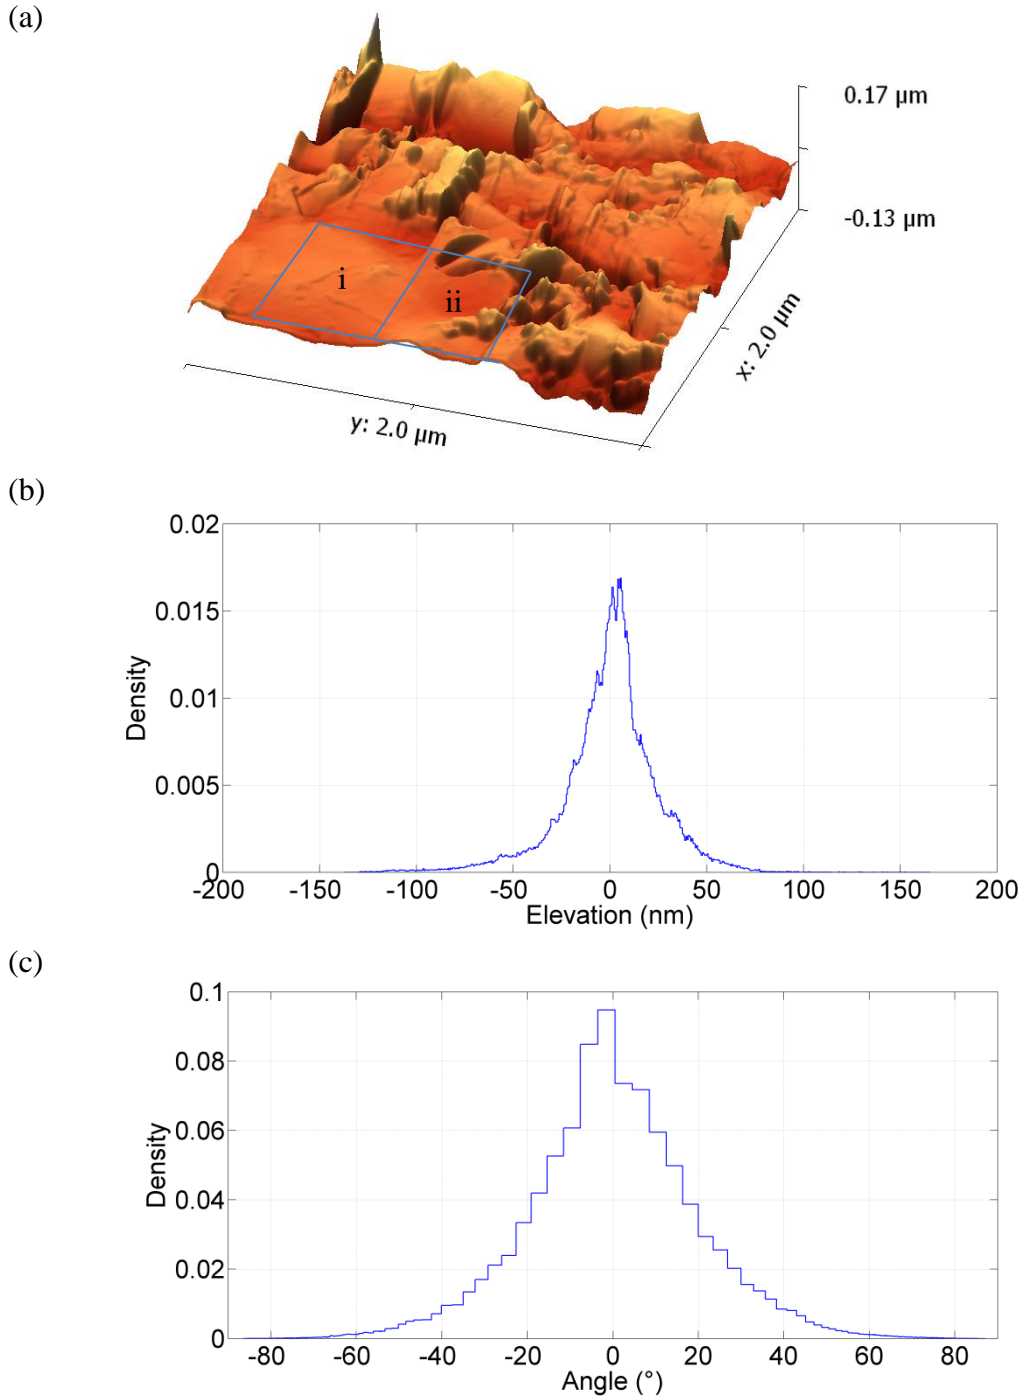 (a)
0.17 µm
-0.13 µm
i
ii
x: 2.0 µm
y: 2.0 µm
(b)
0.02
0.015
0.01
0.005
0
Density
-200 -150 -100 -50 0 50 100 150 200
Elevation (nm)
(c)
0.1
0.08
0.06
0.04
0.02
0
Density
-80 -60 -40 -20 0 20 40 60 80
Angle (°)